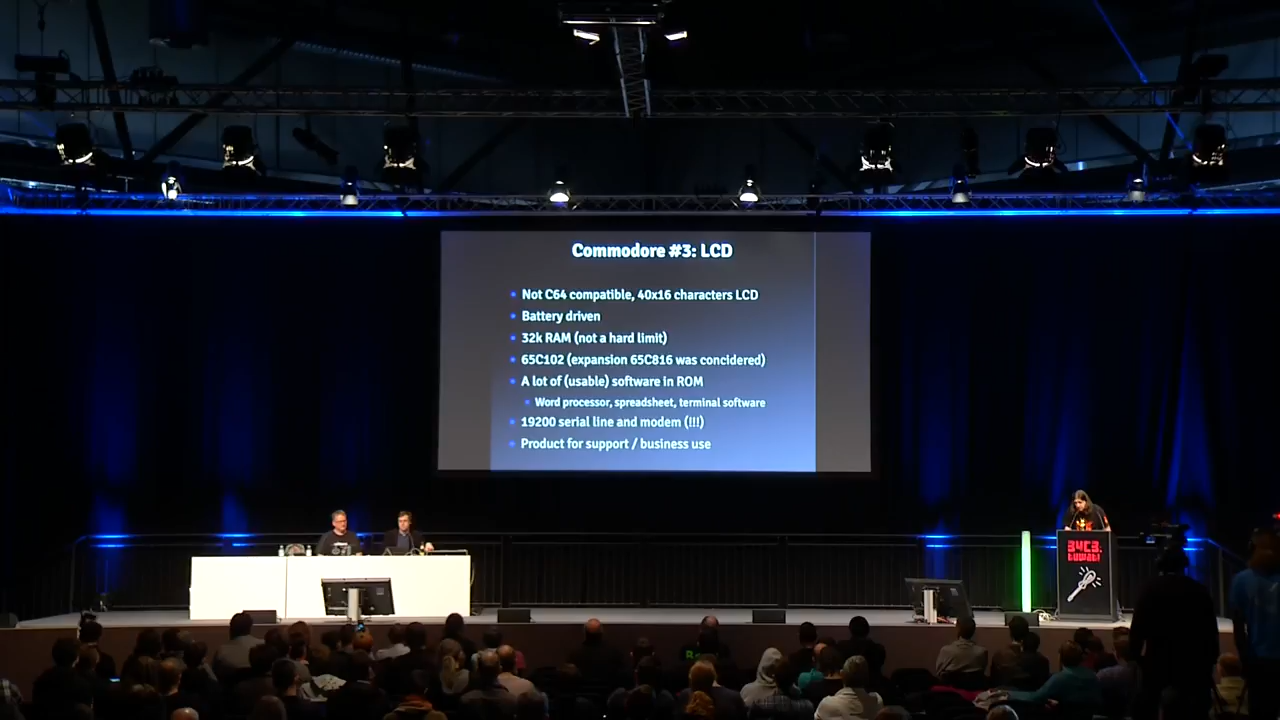 Commodore #3: LCD
Not C64 compatible, 40x16 characters LCD
Battery driven
32k RAM (not a hard limit)
65C102 (expansion 65C816 was concidered)
A lot of (usable) software in ROM
Word processor, spreadsheet, terminal software
19200 serial line and modem (!!!)
Product for support / business use
34C3.
tuwat!